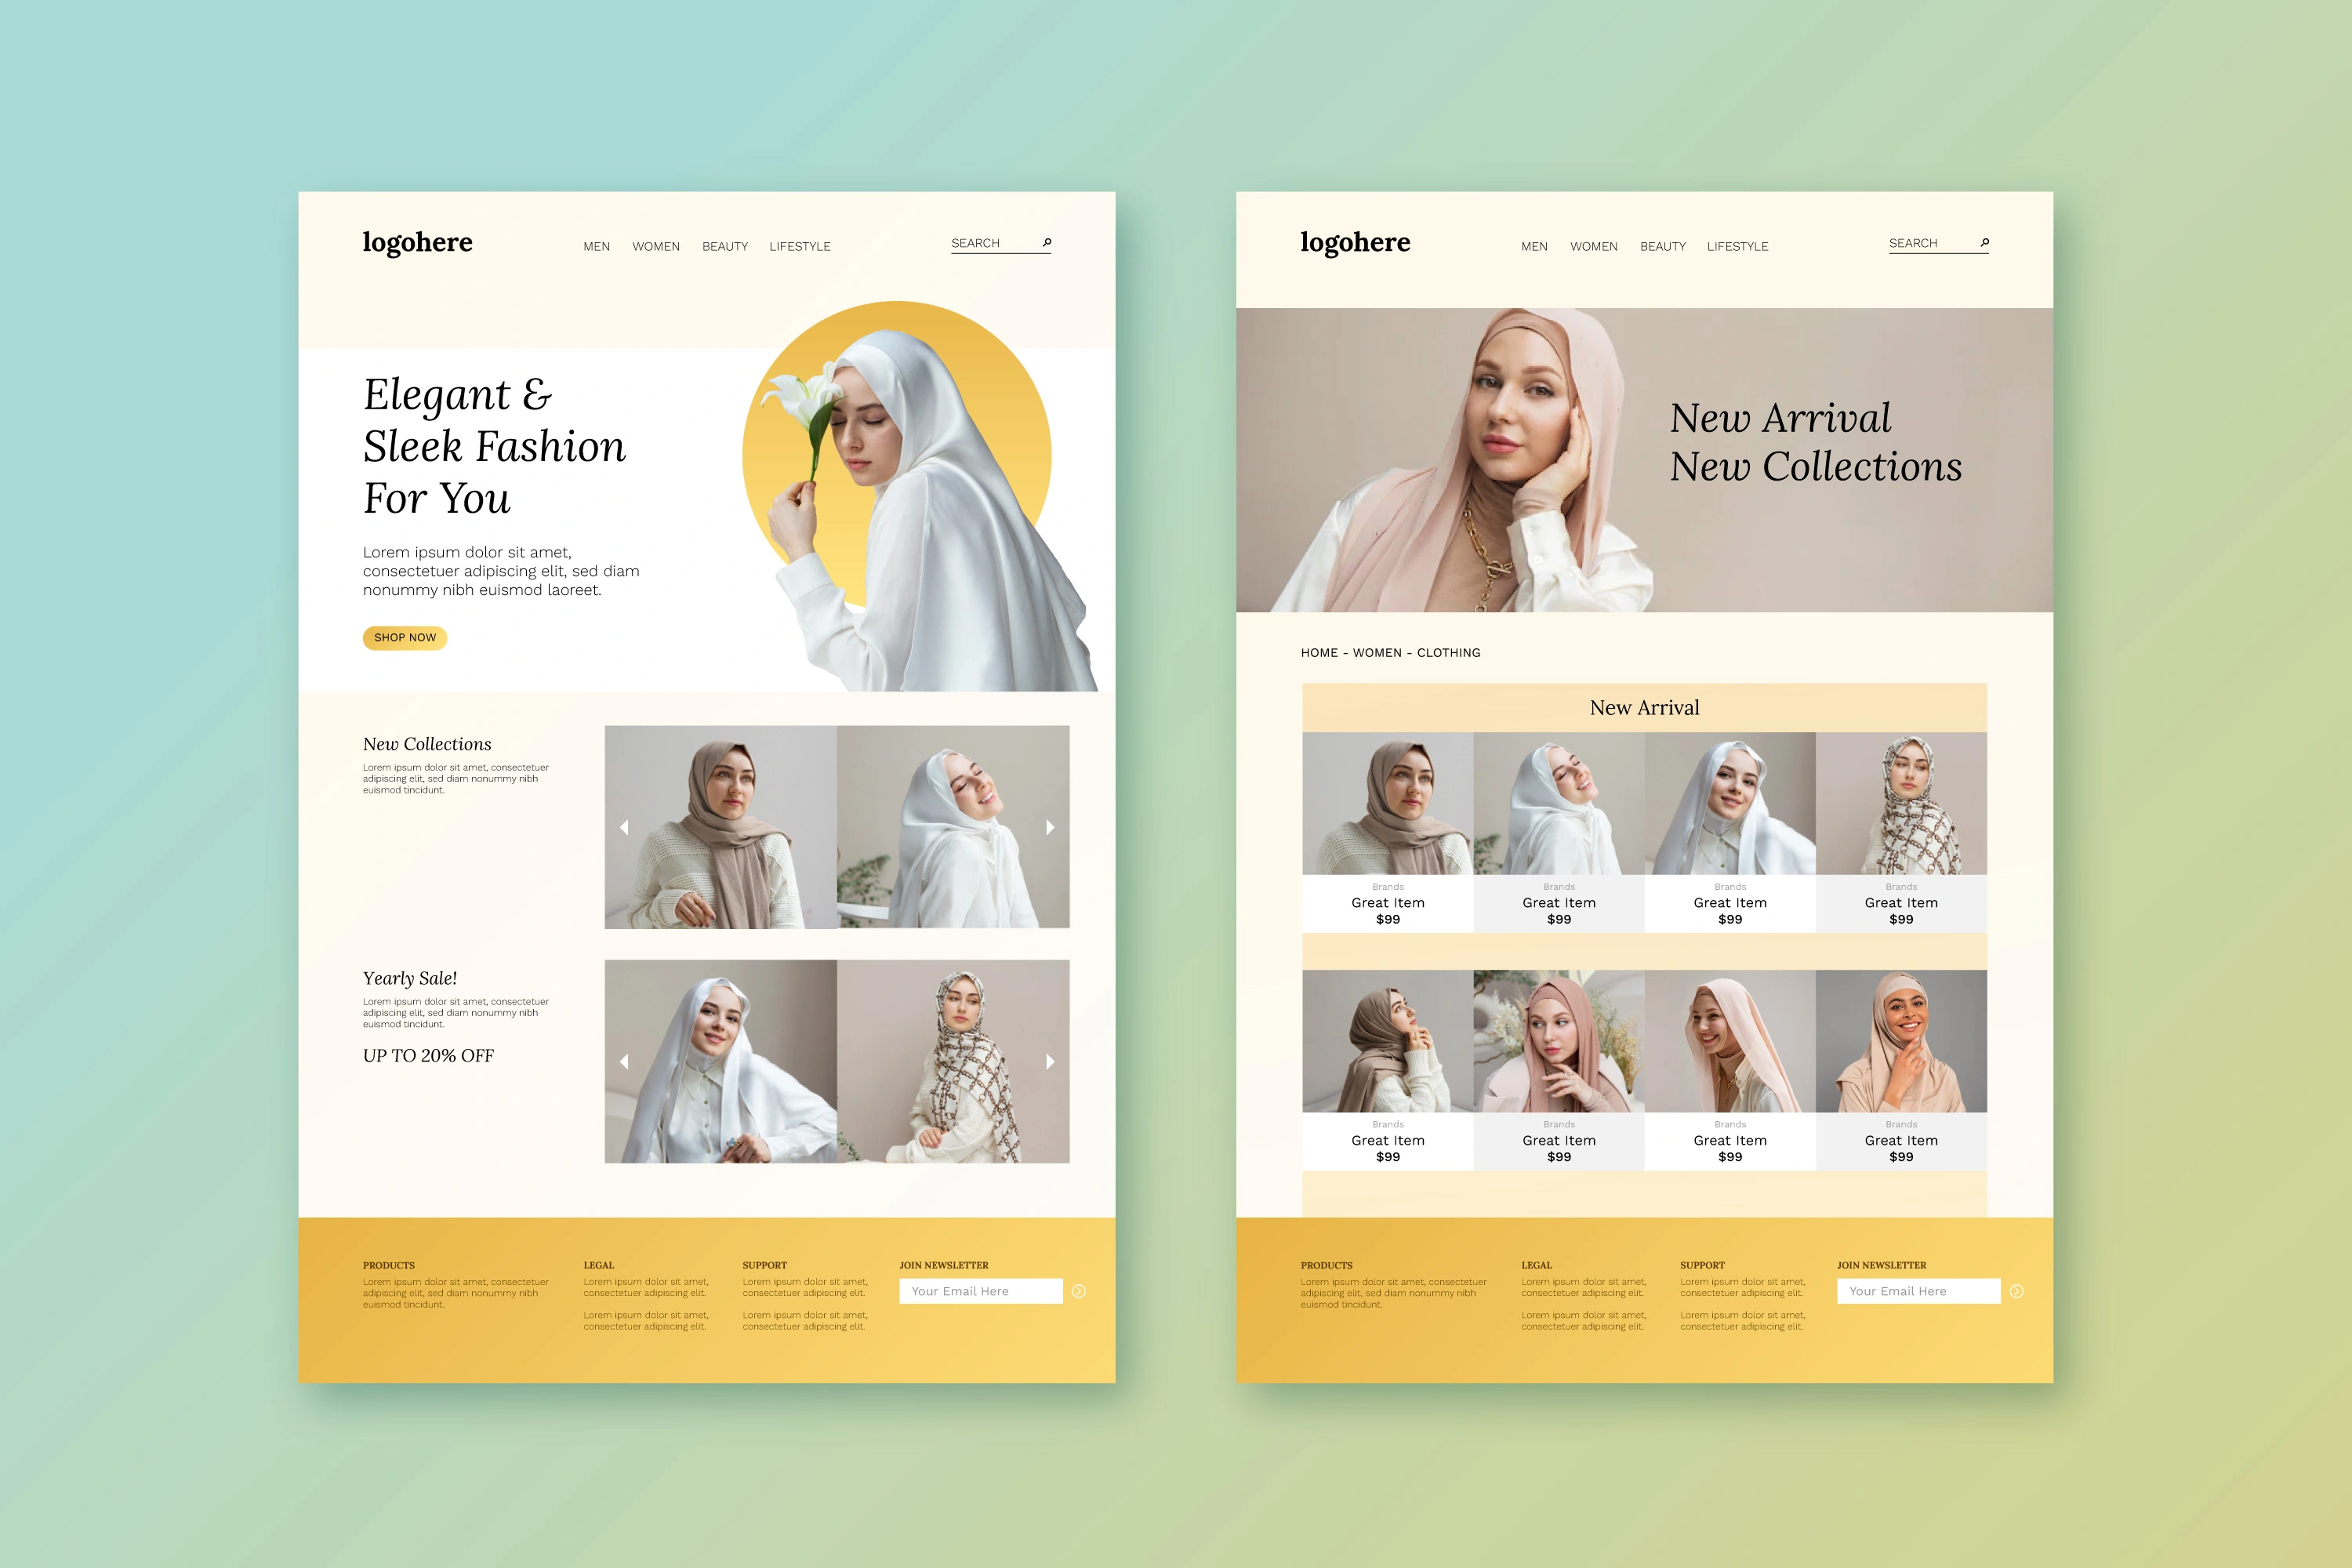 logohere
MEN WOMEN BEAUTY LIFESTYLE
SEARCH
Elegant &
Sleek Fashion
For You
Lorem ipsum dolor sit amet,
consectetuer adipiscing elit, sed diam
nonummy nibh euismod laoreet.
SHOP NOW
New Collections
Lorem ipsum dolor sit amet, consectetuer
adipiscing elit, sed diam nonummy nibh
euismod tincidunt.
Yearly Sale!
Lorem ipsum dolor sit amet, consectetuer
adipiscing elit, sed diam nonummy nibh
euismod tincidunt.
UP TO 20% OFF
PRODUCTS
Lorem ipsum dolor sit amet, consectetuer
adipiscing elit, sed diam nonummy nibh
euismod tincidunt.
LEGAL
Lorem ipsum dolor sit amet,
consectetuer adipiscing elit.
Lorem ipsum dolor sit amet,
consectetuer adipiscing elit.
SUPPORT
Lorem ipsum dolor sit amet,
consectetuer adipiscing elit.
Lorem ipsum dolor sit amet,
consectetuer adipiscing elit.
JOIN NEWSLETTER
Your Email Here
logohere
MEN WOMEN BEAUTY LIFESTYLE
SEARCH
New Arrival
New Collections
HOME - WOMEN - CLOTHING
New Arrival
Brands
Great Item
$99
Brands
Great Item
$99
Brands
Great Item
$99
Brands
Great Item
$99
Brands
Great Item
$99
Brands
Great Item
$99
Brands
Great Item
$99
Brands
Great Item
$99
PRODUCTS
Lorem ipsum dolor sit amet, consectetuer
adipiscing elit, sed diam nonummy nibh
euismod tincidunt.
LEGAL
Lorem ipsum dolor sit amet,
consectetuer adipiscing elit.
Lorem ipsum dolor sit amet,
consectetuer adipiscing elit.
SUPPORT
Lorem ipsum dolor sit amet,
consectetuer adipiscing elit.
Lorem ipsum dolor sit amet,
consectetuer adipiscing elit.
JOIN NEWSLETTER
Your Email Here